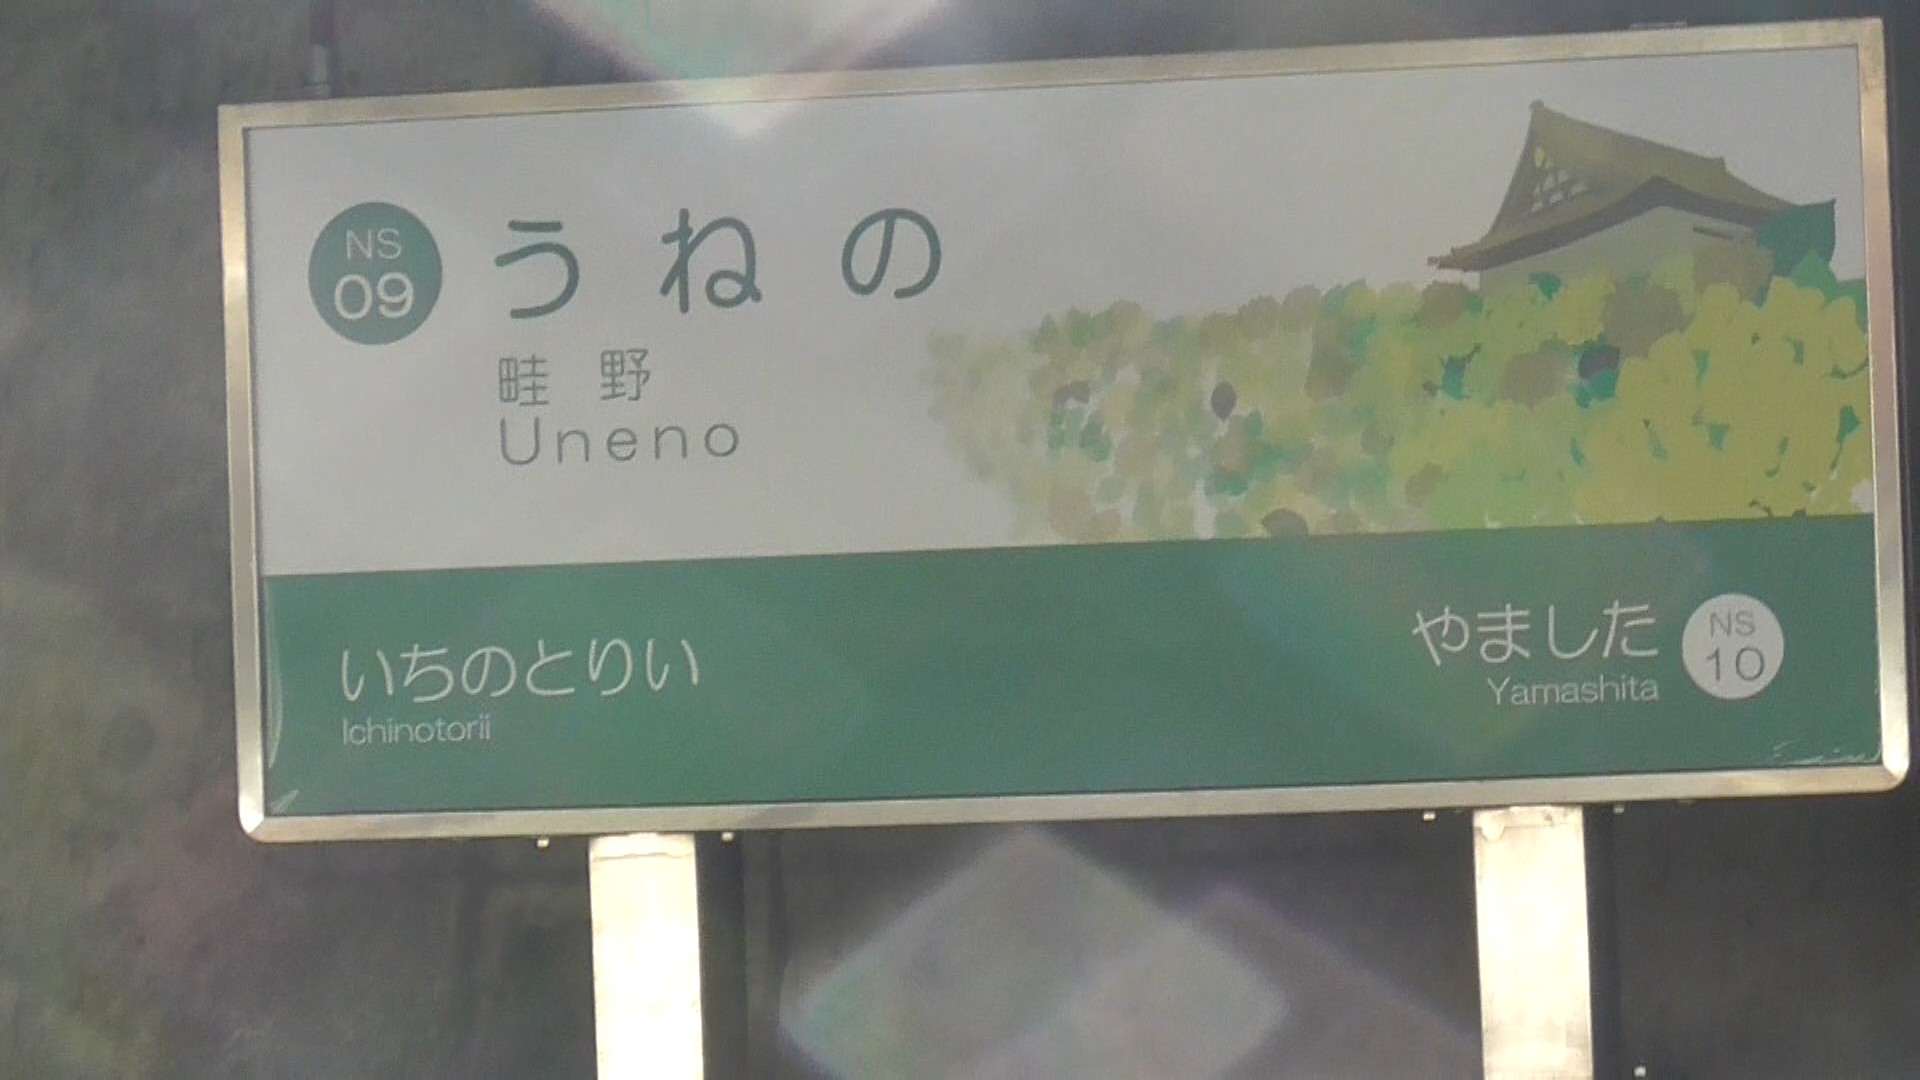 NS
09
うねの
畦野
Uneno
いちのとりい
Ichinotorii
やました
Yamashita
NS
10